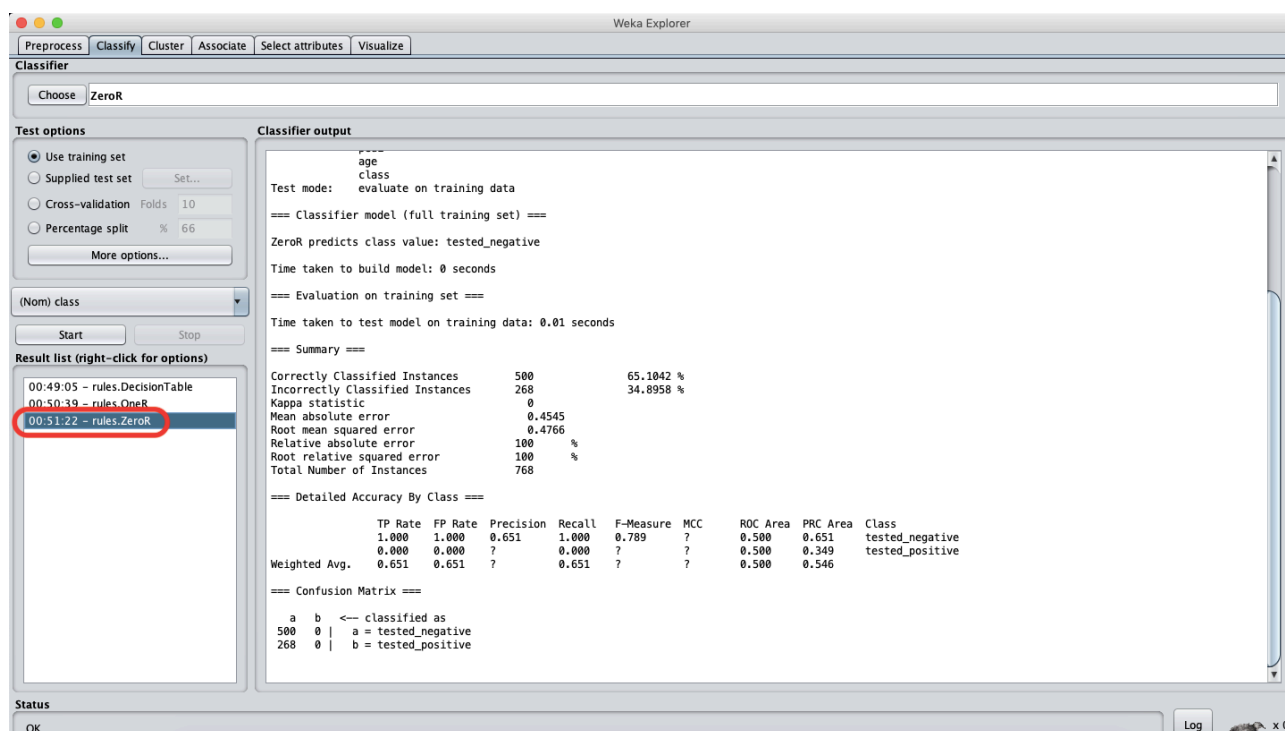 Weka Explorer
Preprocess Classify Cluster Associate Select attributes Visualize
Classifier
Choose ZeroR
Test options
Use training set
Supplied test set Set...
Cross-validation Folds 10
Percentage split % 66
More options...
(Nom) class
Start Stop
Result list (right-click for options)
00:49:05 - rules.DecisionTable
00:50:39 - rules.OneR
00:51:22 - rules.ZeroR
Classifier output
age
class
Test mode: evaluate on training data
=== Classifier model (full training set) ===
ZeroR predicts class value: tested_negative
Time taken to build model: 0 seconds
=== Evaluation on training set ===
Time taken to test model on training data: 0.01 seconds
=== Summary ===
Correctly Classified Instances 500 65.1042 %
Incorrectly Classified Instances 268 34.8958 %
Kappa statistic 0
Mean absolute error 0.4545
Root mean squared error 0.4766
Relative absolute error 100 %
Root relative squared error 100 %
Total Number of Instances 768
=== Detailed Accuracy By Class ===
TP Rate FP Rate Precision Recall F-Measure MCC ROC Area PRC Area Class
1.000 1.000 0.651 1.000 0.789 ? 0.500 0.651 tested_negative
0.000 0.000 ? 0.000 ? ? 0.500 0.349 tested_positive
Weighted Avg. 0.651 0.651 ? 0.651 ? ? 0.500 0.546
=== Confusion Matrix ===
a b <-- classified as
500 0 | a = tested_negative
268 0 | b = tested_positive
Status
OK
Log
x